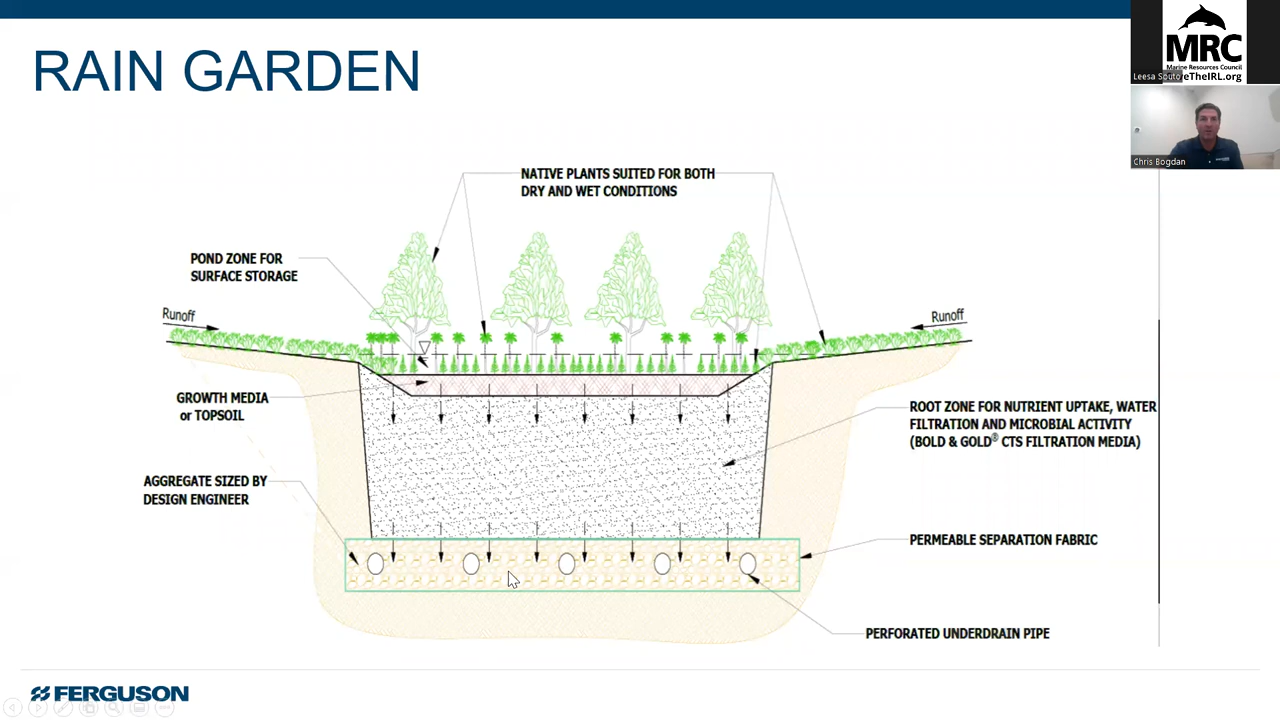 RAIN GARDEN
MRC
Marine Resources Council
Leesa Souto
veTheIRL.org
Chris Bogdan
NATIVE PLANTS SUITED FOR BOTH
DRY AND WET CONDITIONS
POND ZONE FOR
SURFACE STORAGE
Runoff
Runoff
GROWTH MEDIA
or TOPSOIL
ROOT ZONE FOR NUTRIENT UPTAKE, WATER
FILTRATION AND MICROBIAL ACTIVITY
(BOLD & GOLD® CTS FILTRATION MEDIA)
AGGREGATE SIZED BY
DESIGN ENGINEER
PERMEABLE SEPARATION FABRIC
PERFORATED UNDERDRAIN PIPE
FERGUSON